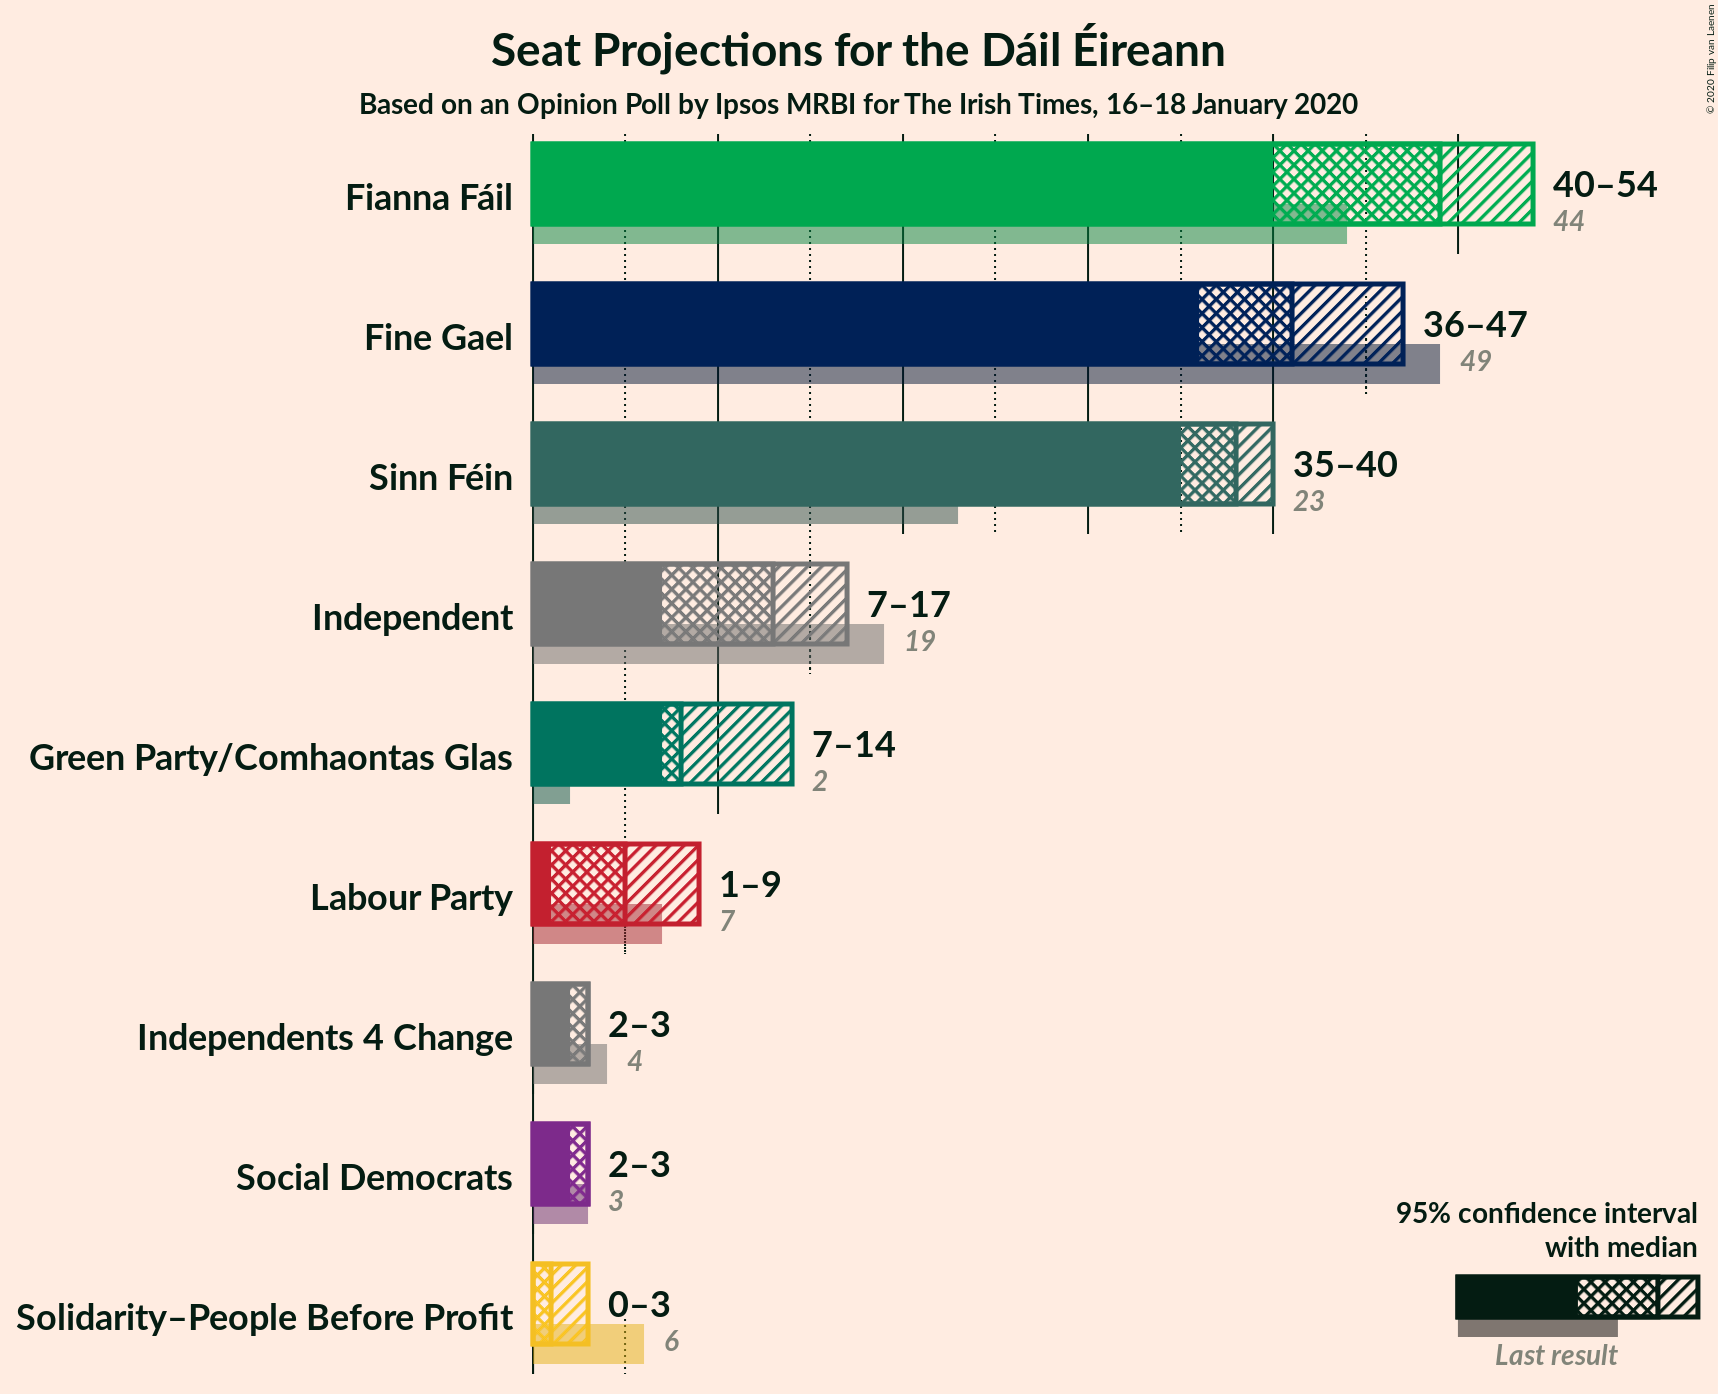 Seat Projections for the Dáil Éireann
Based on an Opinion Poll by Ipsos MRBI for The Irish Times, 16–18 January 2020
© 2020 Filip van Laenen
Fianna Fáil
40–54
44
Fine Gael
36–47
49
Sinn Féin
35–40
23
Independent
7–17
19
Green Party/Comhaontas Glas
7–14
2
Labour Party
1–9
7
Independents 4 Change
2–3
4
Social Democrats
2–3
3
Solidarity–People Before Profit
0–3
6
95% confidence interval
with median
Last result